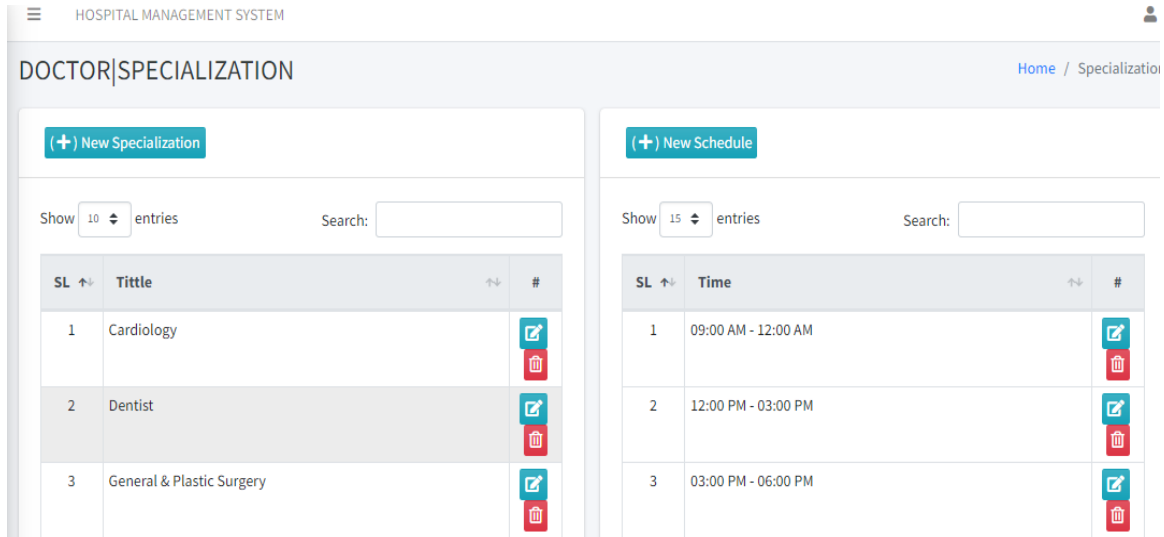 HOSPITAL MANAGEMENT SYSTEM
DOCTOR|SPECIALIZATION
Home / Specialization
(+) New Specialization
Show 10 entries
Search:
SL Tittle #
1 Cardiology
2 Dentist
3 General & Plastic Surgery
(+) New Schedule
Show 15 entries
Search:
SL Time #
1 09:00 AM - 12:00 AM
2 12:00 PM - 03:00 PM
3 03:00 PM - 06:00 PM